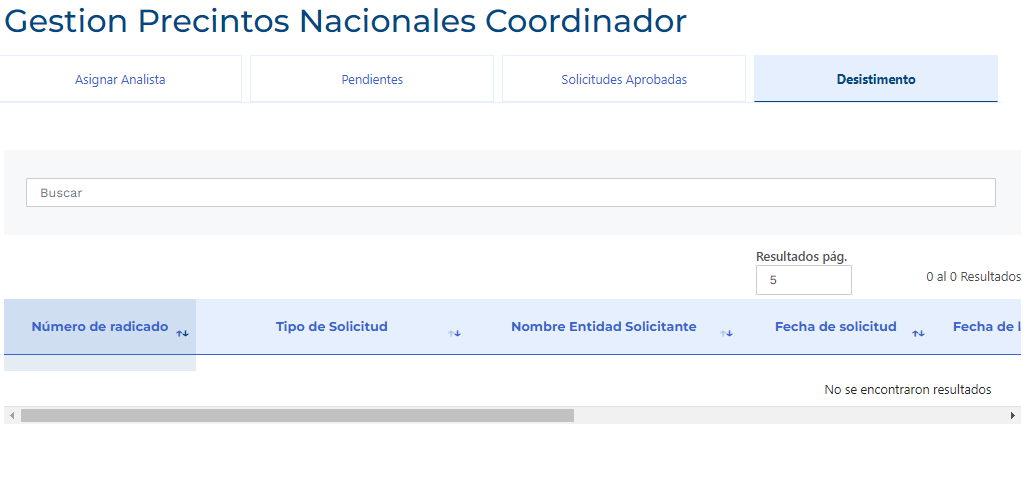 Gestion Precintos Nacionales Coordinador
Asignar Analista Pendientes Solicitudes Aprobadas Desistimento
Buscar
Resultados pág.
5 0 al 0 Resultados
Número de radicado Tipo de Solicitud Nombre Entidad Solicitante Fecha de solicitud Fecha de
No se encontraron resultados